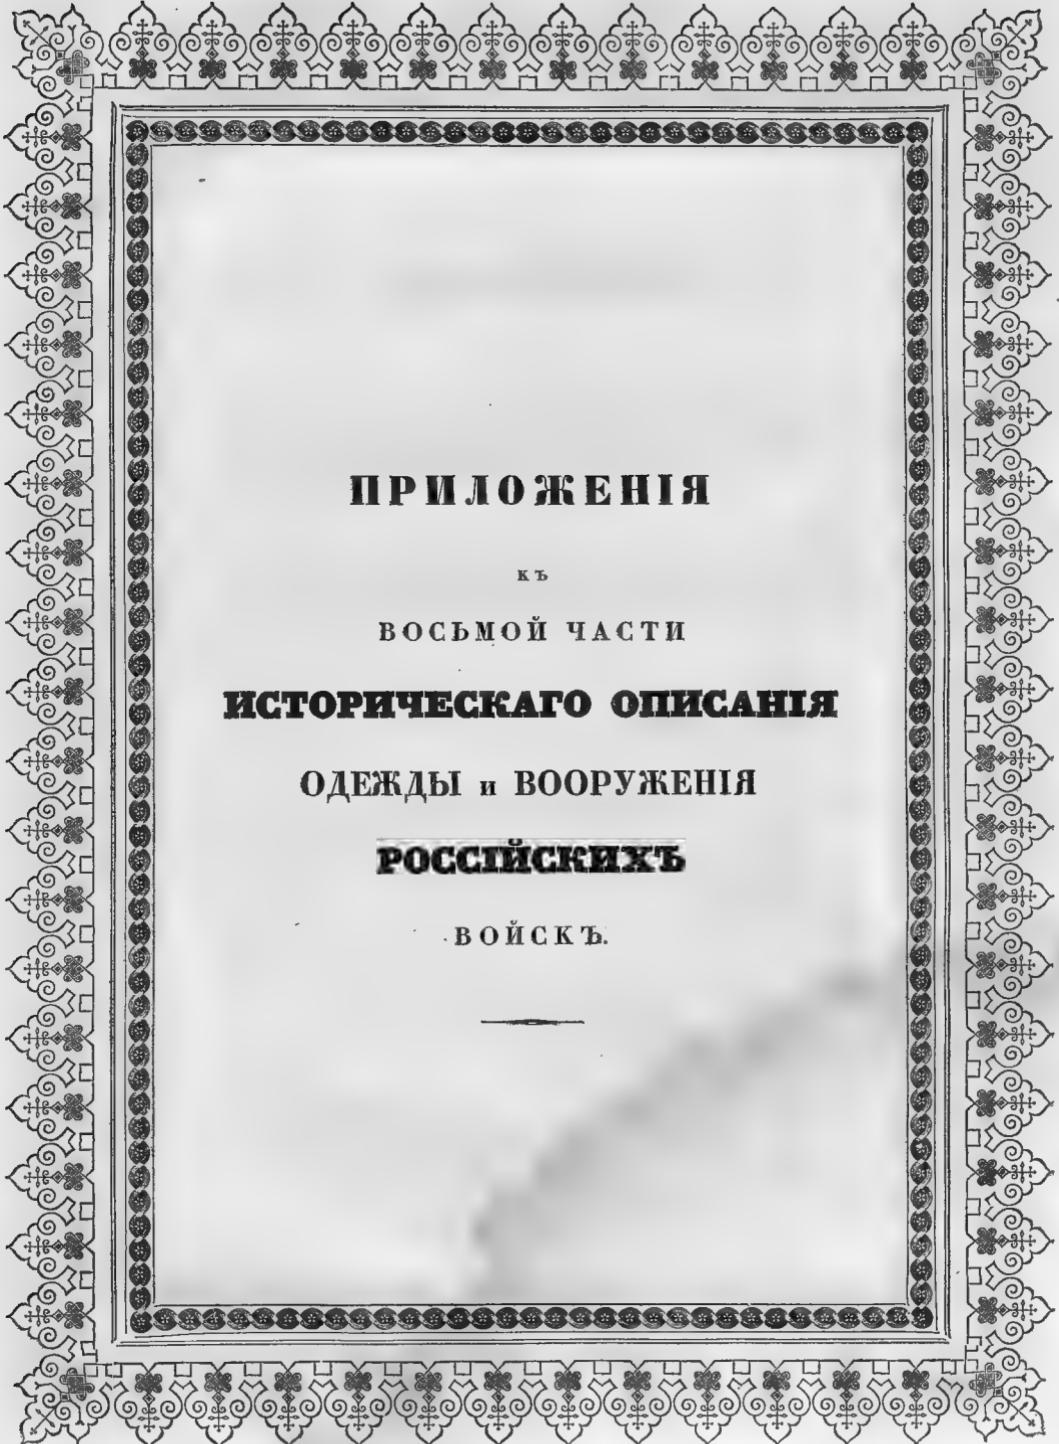 ПРИЛОЖЕНІЯ
КЪ
ВОСЬМОЙ ЧАСТИ
ИСТОРИЧЕСКАГО ОПИСАНІЯ
ОДЕЖДЫ и ВООРУЖЕНІЯ
РОССІЙСКИХЪ
ВОЙСКЪ.